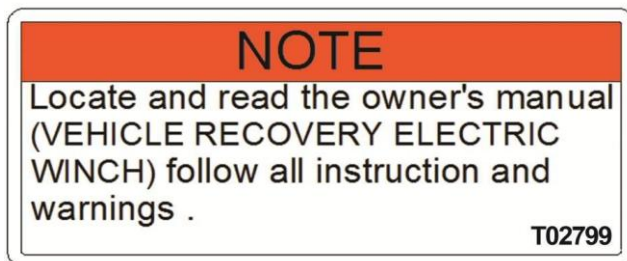 NOTE
Locate and read the owner's manual
(VEHICLE RECOVERY ELECTRIC
WINCH) follow all instruction and
warnings .
T02799